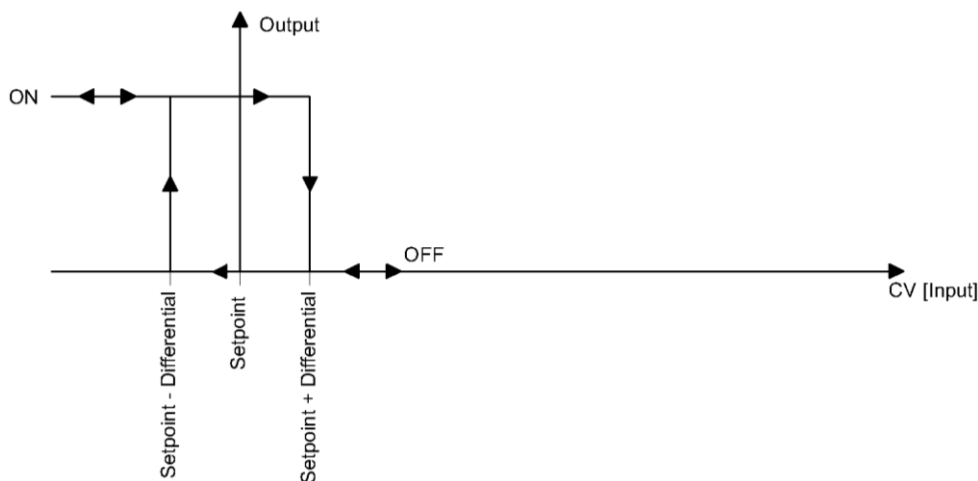 Output
ON
OFF
CV [Input]
Setpoint - Differential
Setpoint
Setpoint + Differential